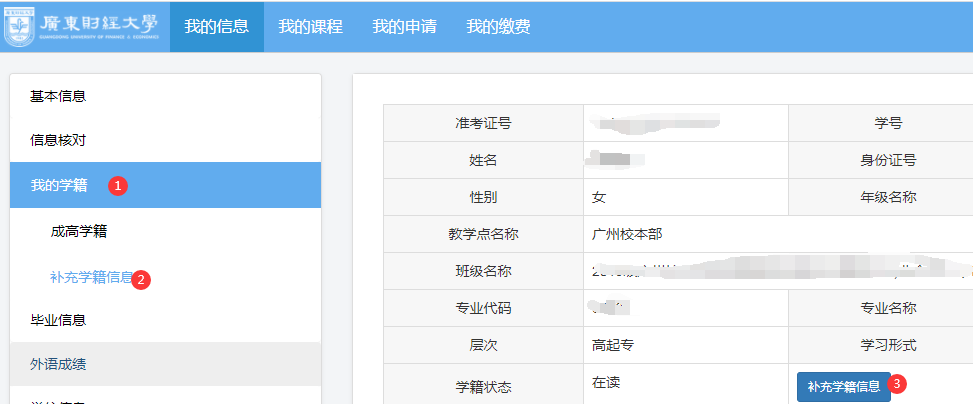 廣東財經大學
GUANGDONG UNIVERSITY OF FINANCE & ECONOMICS
我的信息 我的课程 我的申请 我的缴费
基本信息
信息核对
我的学籍 1
成高学籍
补充学籍信息 2
毕业信息
外语成绩
准考证号 学号
姓名 身份证号
性别 女 年级名称
教学点名称 广州校本部
班级名称
专业代码 专业名称
层次 高起专 学习形式
学籍状态 在读 补充学籍信息 3